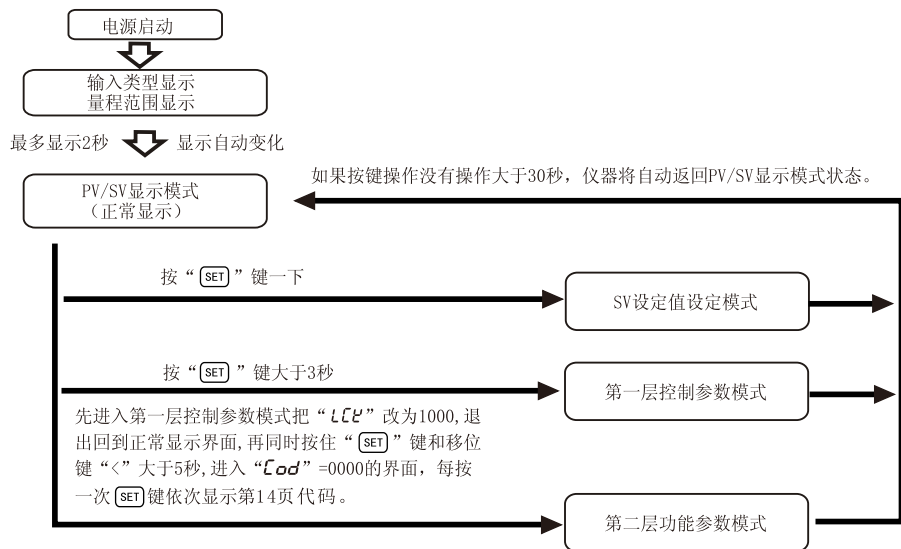 电源启动
输入类型显示
量程范围显示
最多显示2秒
显示自动变化
PV/SV显示模式
（正常显示）
如果按键操作没有操作大于30秒，仪器将自动返回PV/SV显示模式状态。
按“SET”键一下
SV设定值设定模式
按“SET”键大于3秒
第一层控制参数模式
先进入第一层控制参数模式把“LCK”改为1000,退
出回到正常显示界面,再同时按住“SET”键和移位
键“<”大于5秒,进入“Cod”=0000的界面，每按
一次SET键依次显示第14页代码。
第二层功能参数模式